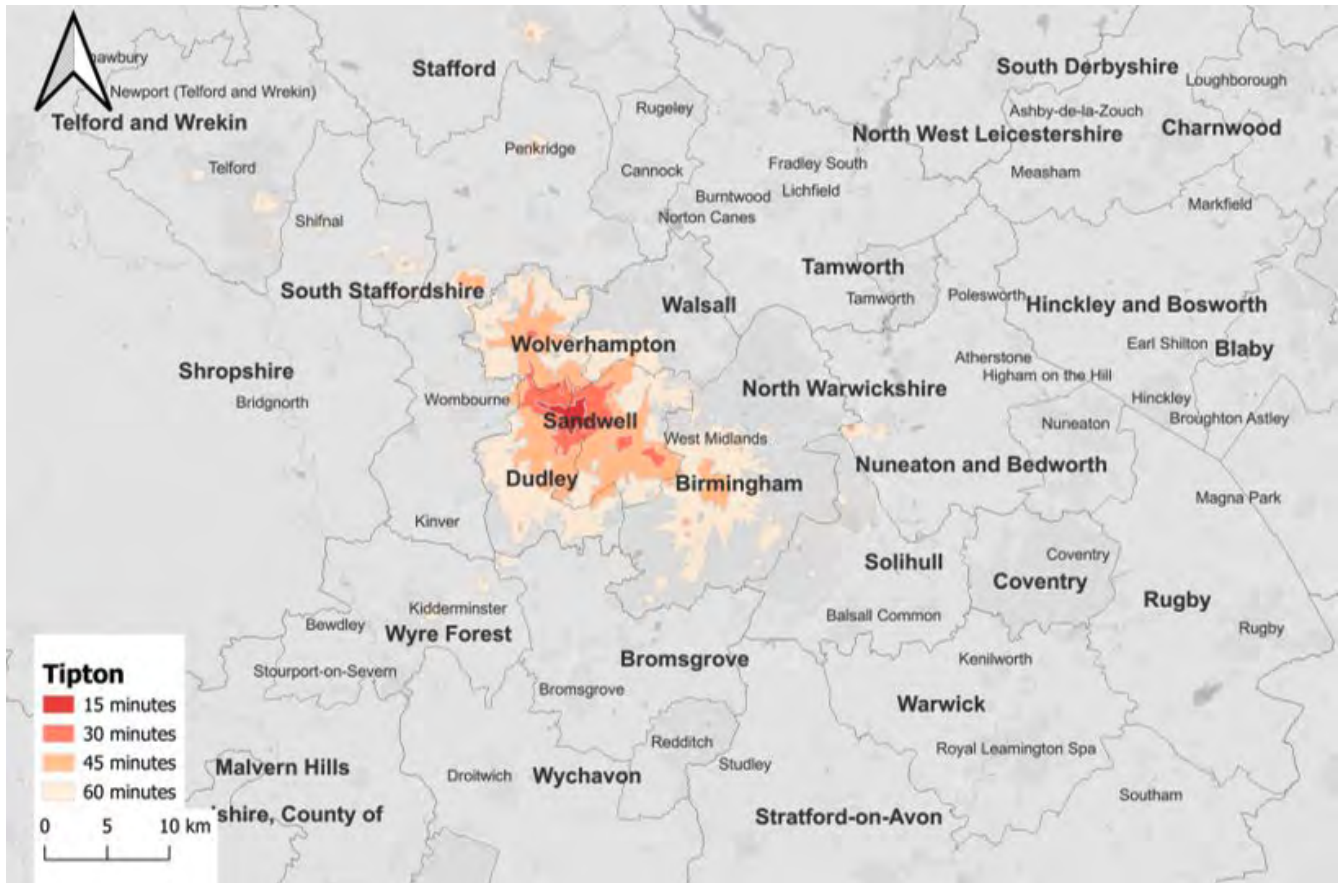 Stafford
South Derbyshire
Loughborough
Newport (Telford and Wrekin)
Rugeley
Ashby-de-la-Zouch
Telford and Wrekin
North West Leicestershire
Charnwood
Penkridge
Fradley South
Telford
Cannock
Measham
Burntwood
Lichfield
Norton Canes
Markfield
Shifnal
Tamworth
South Staffordshire
Tamworth
Polesworth
Walsall
Hinckley and Bosworth
Wolverhampton
Earl Shilton
Blaby
Atherstone
Shropshire
Higham on the Hill
North Warwickshire
Bridgnorth
Wombourne
Hinckley
Sandwell
Broughton Astley
Nuneaton
West Midlands
Nuneaton and Bedworth
Dudley
Birmingham
Magna Park
Kinver
Coventry
Solihull
Coventry
Rugby
Kidderminster
Balsall Common
Bewdley
Wyre Forest
Rugby
Bromsgrove
Kenilworth
Stourport-on-Severn
Bromsgrove
Warwick
Redditch
Royal Leamington Spa
Studley
Malvern Hills
Droitwich
Wychavon
Southam
shire, County of
Stratford-on-Avon
Tipton
15 minutes
30 minutes
45 minutes
60 minutes
0 5 10 km